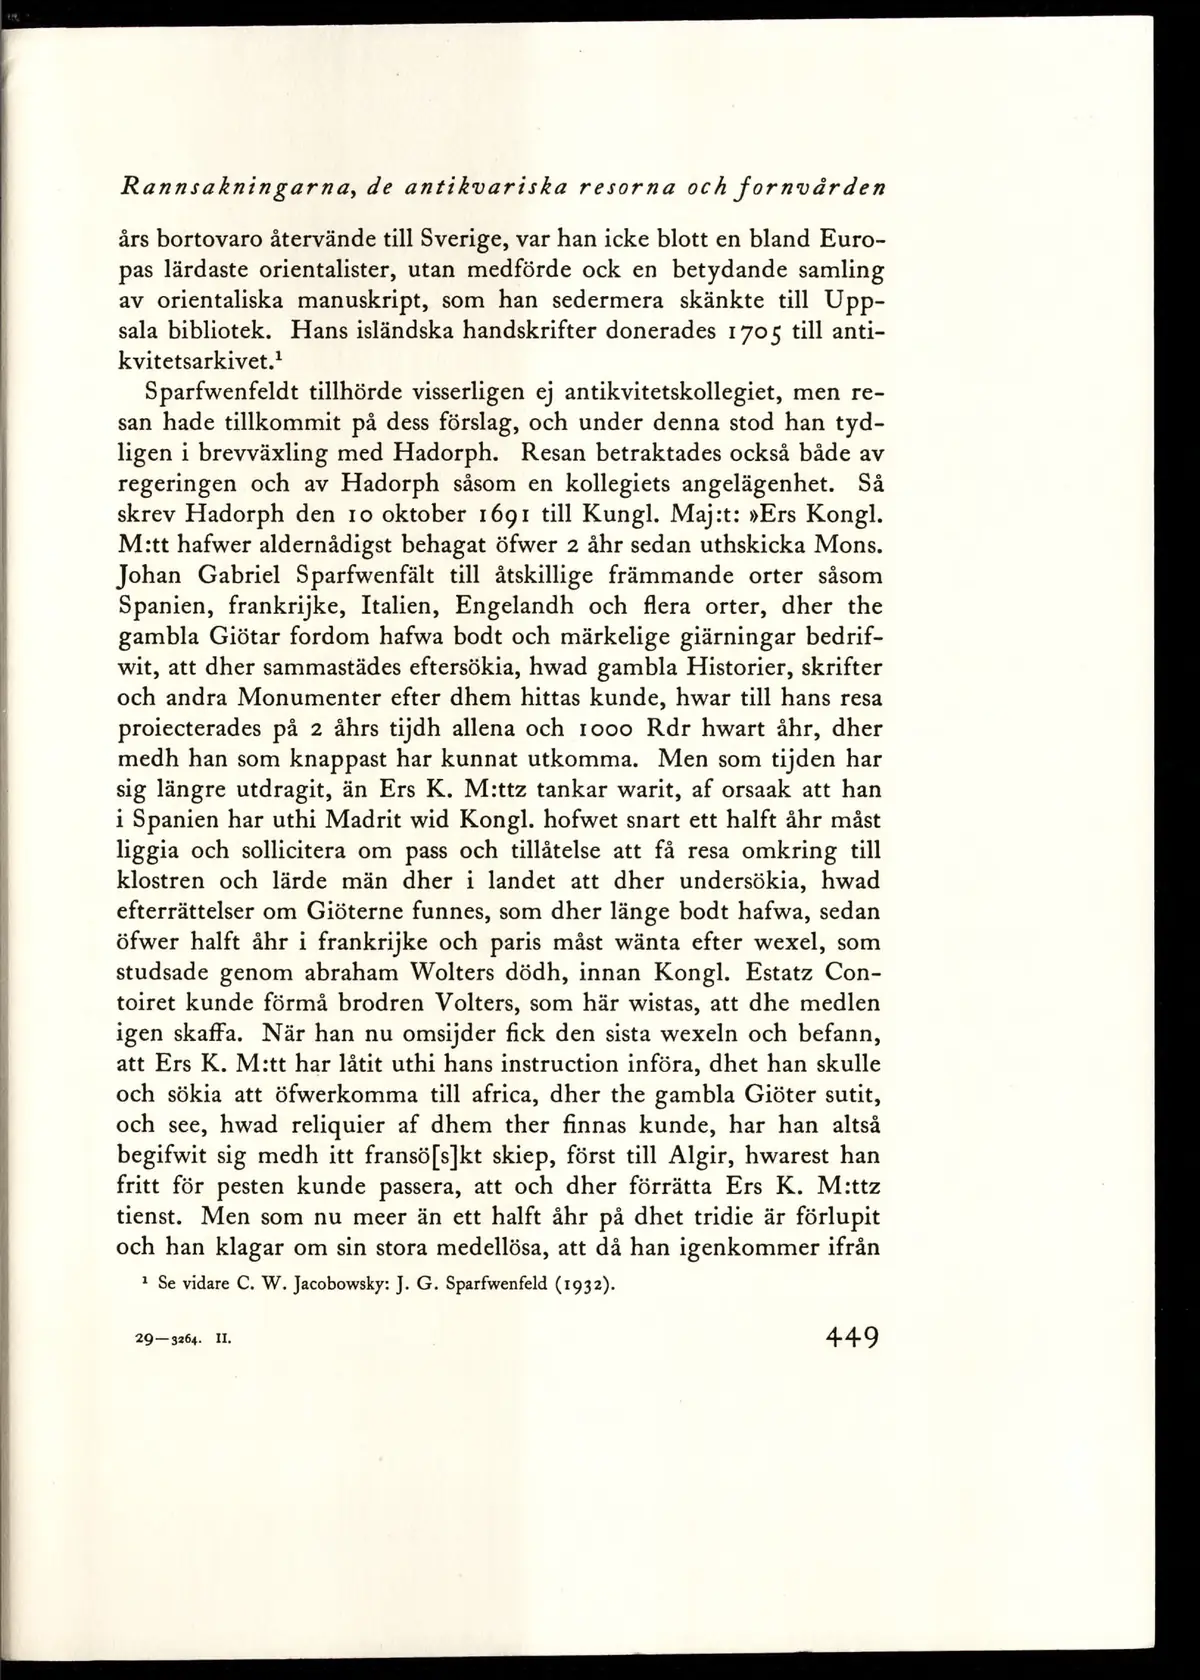 Rannsakningarna, de antikvariska resorna och fornvården
års bortovaro återvände till Sverige, var han icke blott en bland Euro-
pas lärdaste orientalister, utan medförde ock en betydande samling
av orientaliska manuskript, som han sedermera skänkte till Upp-
sala bibliotek. Hans isländska handskrifter donerades 1705 till anti-
kvitetsarkivet.¹
Sparfwenfeldt tillhörde visserligen ej antikvitetskollegiet, men re-
san hade tillkommit på dess förslag, och under denna stod han tyd-
ligen i brevväxling med Hadorph. Resan betraktades också både av
regeringen och av Hadorph såsom en kollegiets angelägenhet. Så
skrev Hadorph den 10 oktober 1691 till Kungl. Maj:t: »Ers Kongl.
M:tt hafwer aldernådigst behagat öfwer 2 åhr sedan uthskicka Mons.
Johan Gabriel Sparfwenfält till åtskillige främmande orter såsom
Spanien, frankrijke, Italien, Engelandh och flera orter, dher the
gambla Giötar fordom hafwa bodt och märkelige giärningar bedrif-
wit, att dher sammastädes eftersökia, hwad gambla Historier, skrifter
och andra Monumenter efter dhem hittas kunde, hwar till hans resa
proiecterades på 2 åhrs tijdh allena och 1000 Rdr hwart åhr, dher
medh han som knappast har kunnat utkomma. Men som tijden har
sig längre utdragit, än Ers K. M:ttz tankar warit, af orsaak att han
i Spanien har uthi Madrit wid Kongl. hofwet snart ett halft åhr måst
liggia och sollicitera om pass och tillåtelse att få resa omkring till
klostren och lärde män dher i landet att dher undersökia, hwad
efterrättelser om Giöterne funnes, som dher länge bodt hafwa, sedan
öfwer halft åhr i frankrijke och paris måst wänta efter wexel, som
studsade genom abraham Wolters dödh, innan Kongl. Estatz Con-
toiret kunde förmå brodren Volters, som här wistas, att dhe medlen
igen skaffa. När han nu omsijder fick den sista wexeln och befann,
att Ers K. M:tt har låtit uthi hans instruction införa, dhet han skulle
och sökia att öfwerkomma till africa, dher the gambla Giöter sutit,
och see, hwad reliquier af dhem ther finnas kunde, har han altså
begifwit sig medh itt fransö[s]kt skiep, först till Algir, hwarest han
fritt för pesten kunde passera, att och dher förrätta Ers K. M:ttz
tienst. Men som nu meer än ett halft åhr på dhet tridie är förlupit
och han klagar om sin stora medellösa, att då han igenkommer ifrån
¹ Se vidare C. W. Jacobowsky: J. G. Sparfwenfeld (1932).
29—3264. II.
449